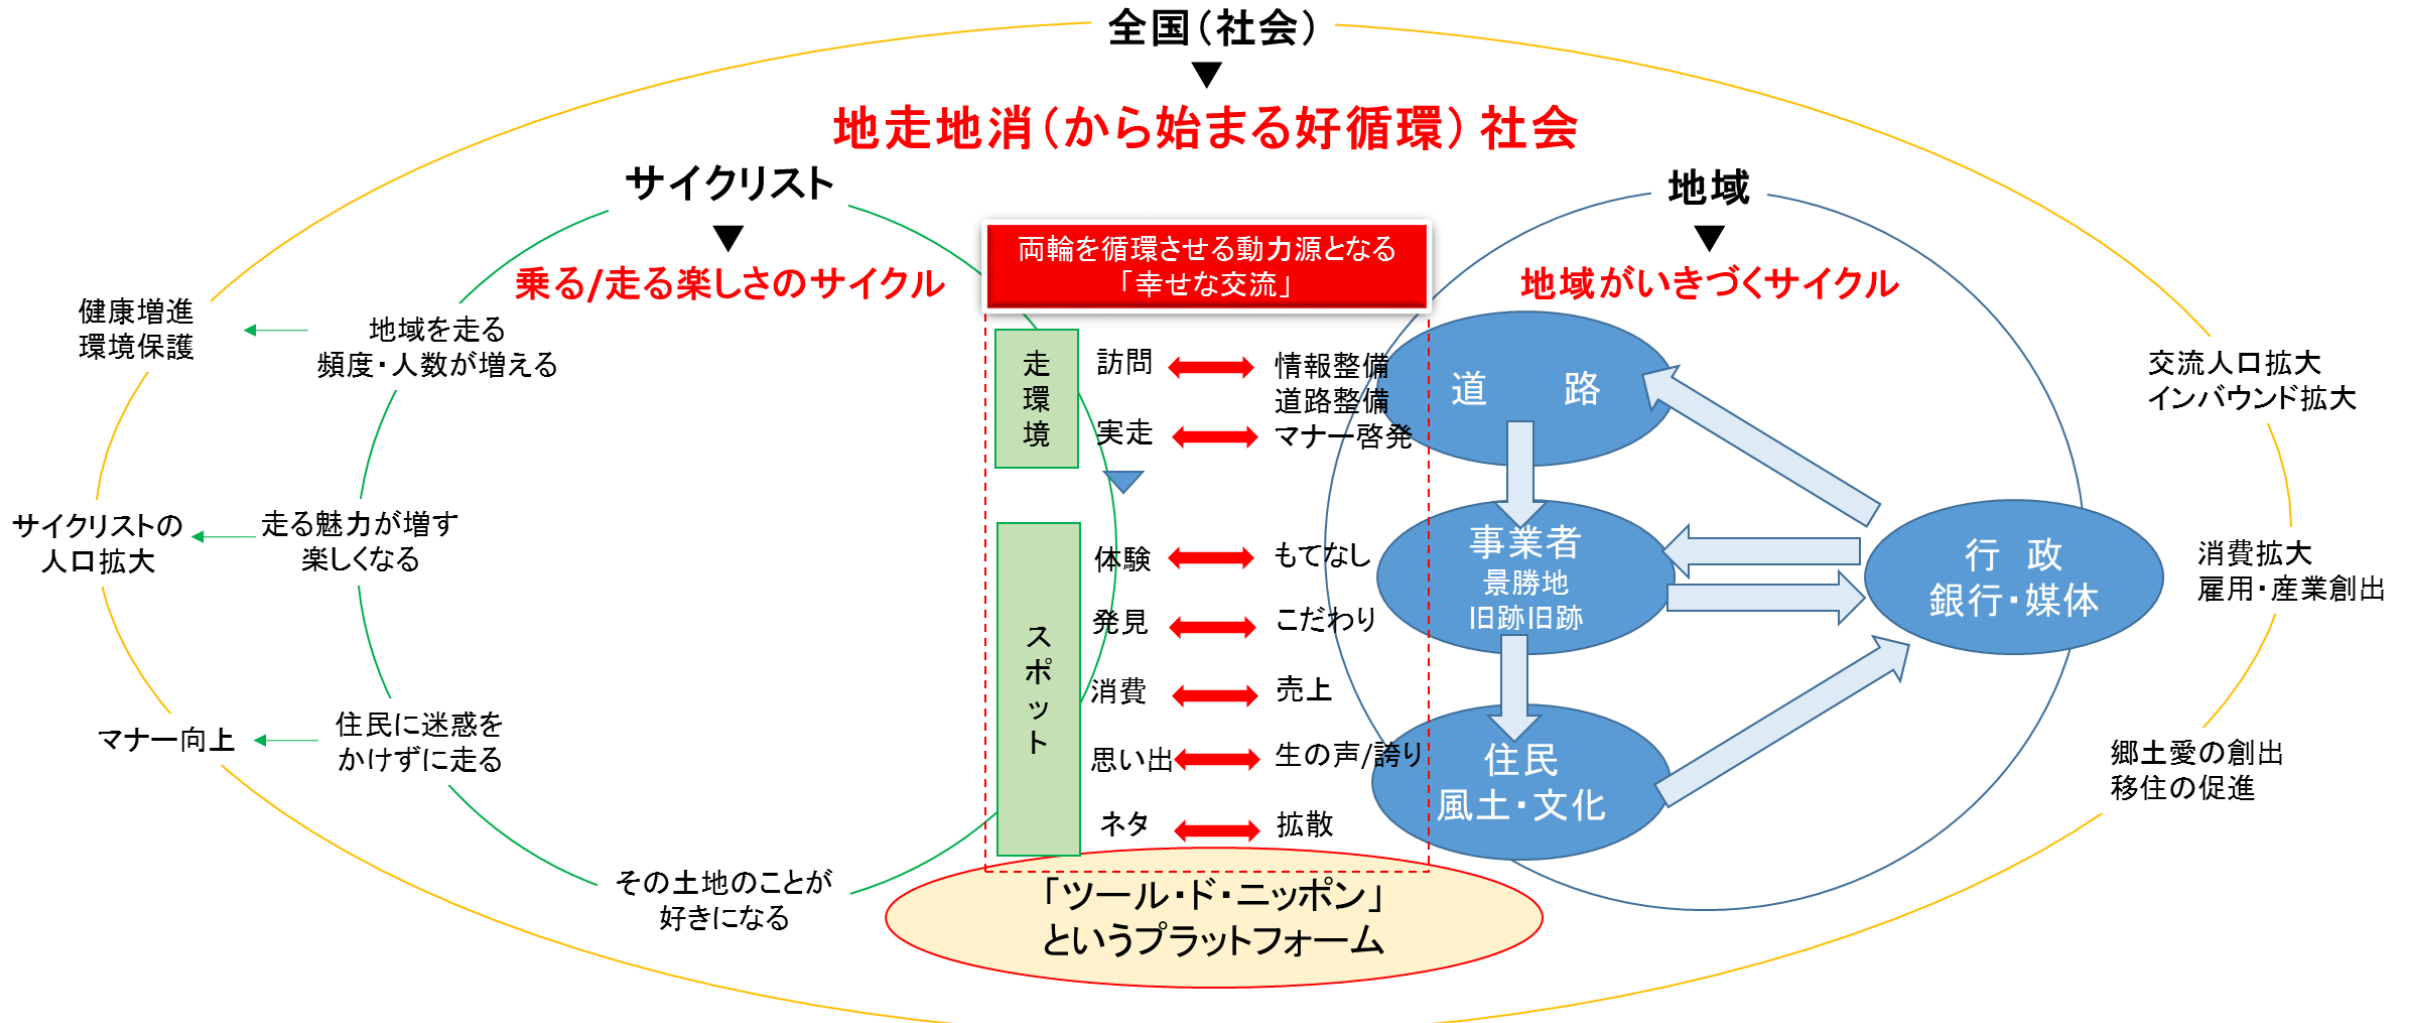 全国（社会）
▼
地走地消（から始まる好循環）社会
サイクリスト
▼
乗る/走る楽しさのサイクル
地域
▼
地域がいきづくサイクル
両輪を循環させる動力源となる
「幸せな交流」
健康増進
環境保護
地域を走る
頻度・人数が増える
サイクリストの
人口拡大
走る魅力が増す
楽しくなる
マナー向上
住民に迷惑を
かけずに走る
その土地のことが
好きになる
走環境
訪問
情報整備
道路整備
実走
マナー啓発
スポット
体験
もてなし
発見
こだわり
消費
売上
思い出
生の声/誇り
ネタ
拡散
「ツール・ド・ニッポン」
というプラットフォーム
道　　路
事業者
景勝地
旧跡旧跡
住民
風土・文化
行　政
銀行・媒体
交流人口拡大
インバウンド拡大
消費拡大
雇用・産業創出
郷土愛の創出
移住の促進